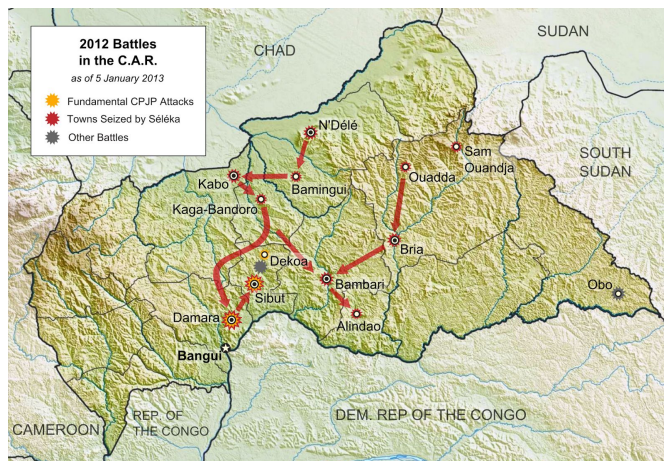 2012 Battles
in the C.A.R.
as of 5 January 2013
Fundamental CPJP Attacks
Towns Seized by Séléka
Other Battles
CHAD
SUDAN
SOUTH
SUDAN
N'Délé
Sam
Ouandja
Ouadda
Kabo
Bamingui
Kaga-Bandoro
Bria
Dekoa
Sibut
Bambari
Obo
Damara
Alindao
Bangui
CAMEROON
REP. OF
THE CONGO
DEM. REP OF THE CONGO